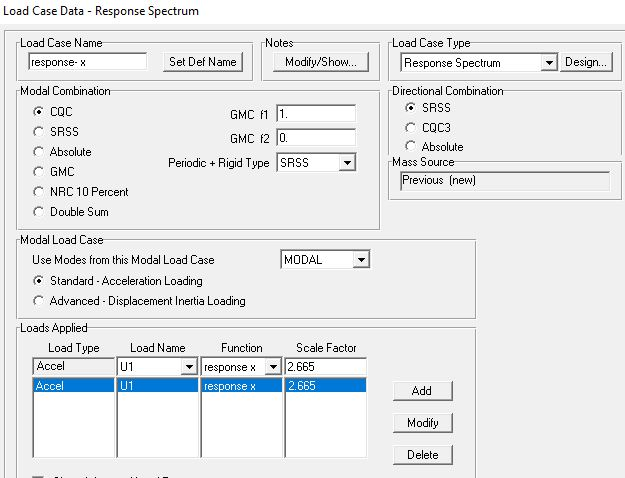 Load Case Data - Response Spectrum
Load Case Name
response- x
Set Def Name
Notes
Modify/Show...
Load Case Type
Response Spectrum
Design...
Modal Combination
CQC
SRSS
Absolute
GMC
NRC 10 Percent
Double Sum
GMC f1 1.
GMC f2 0.
Periodic + Rigid Type SRSS
Directional Combination
SRSS
CQC3
Absolute
Mass Source
Previous (new)
Modal Load Case
Use Modes from this Modal Load Case MODAL
Standard - Acceleration Loading
Advanced - Displacement Inertia Loading
Loads Applied
Load Type Load Name Function Scale Factor
Accel U1 response x 2.665
Accel U1 response x 2.665
Add
Modify
Delete